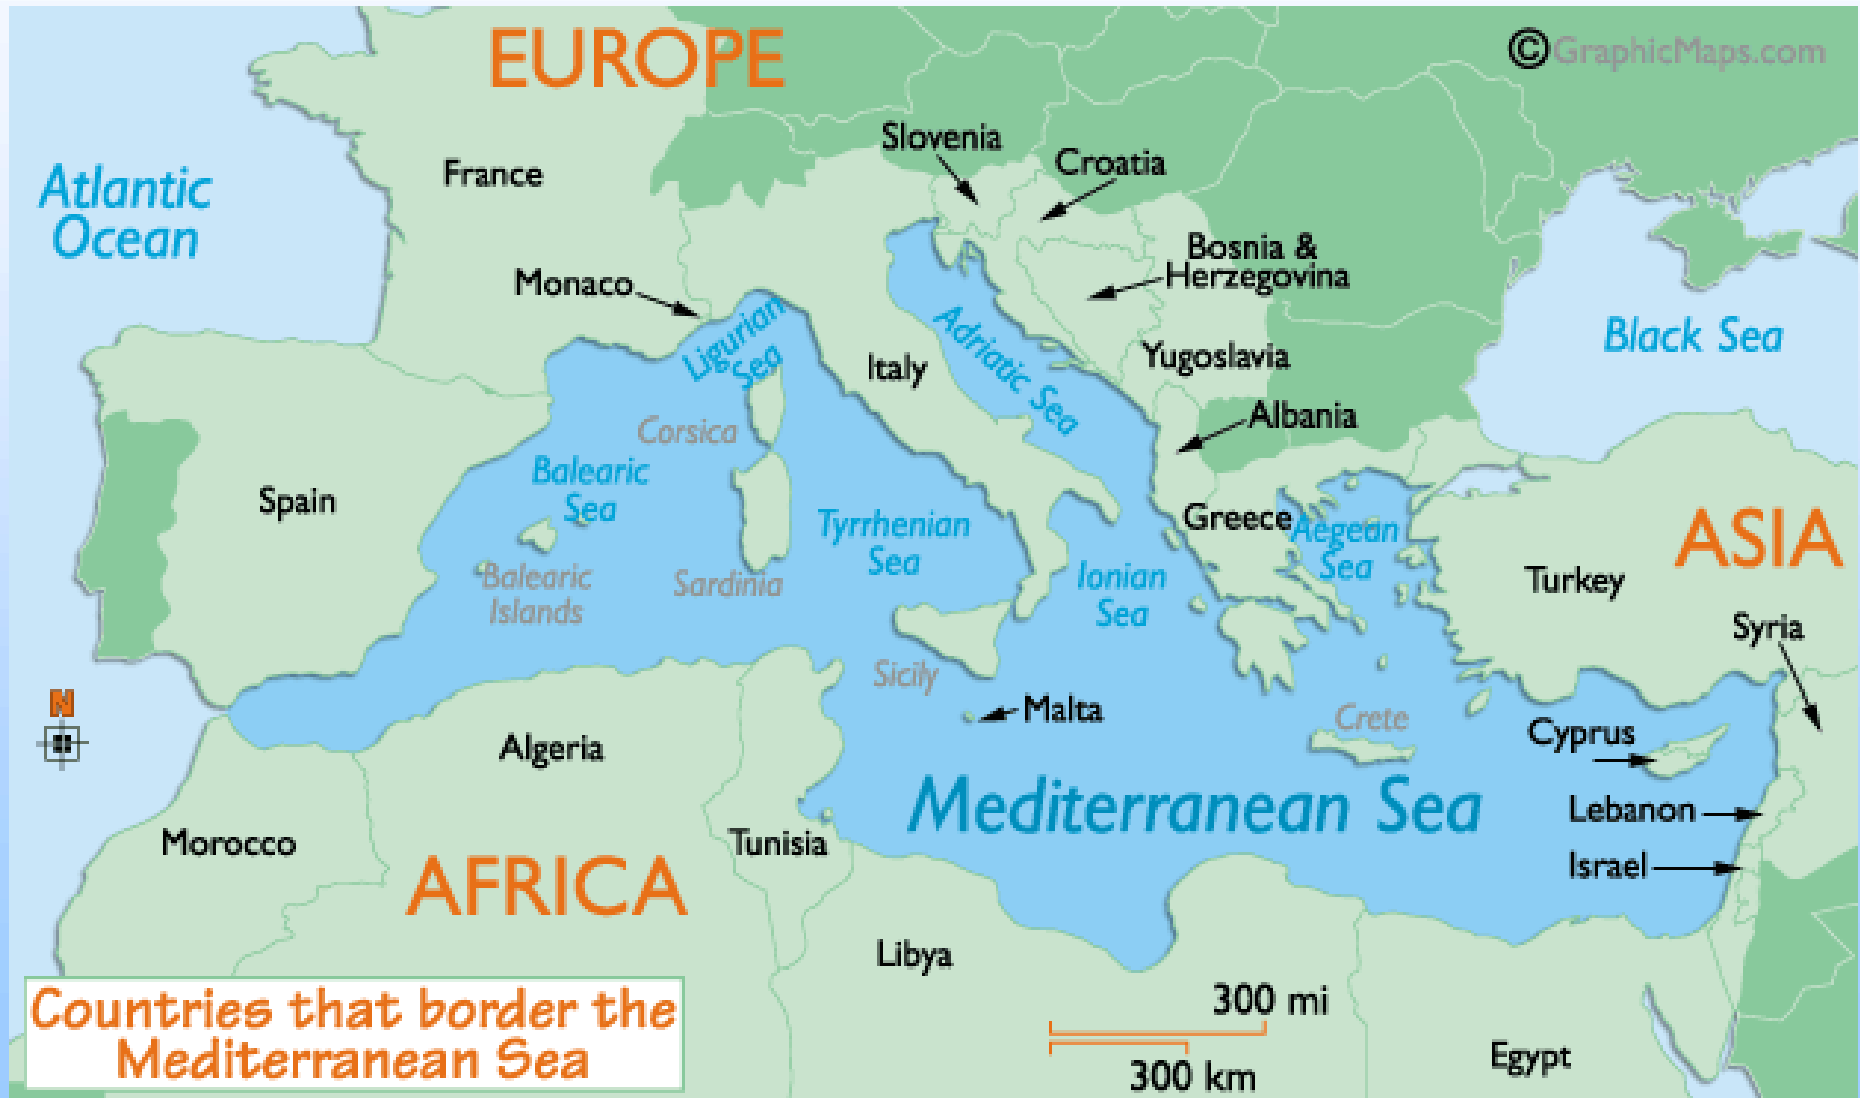 EUROPE
©GraphicMaps.com
Slovenia
Croatia
France
Atlantic
Ocean
Bosnia &
Herzegovina
Monaco
Ligurian
Sea
Adriatic Sea
Black Sea
Italy
Yugoslavia
Albania
Corsica
Balearic
Sea
Spain
Tyrrhenian
Sea
Greece
Aegean
Sea
ASIA
Turkey
Balearic
Islands
Sardinia
Ionian
Sea
Syria
Sicily
N
Malta
Crete
Cyprus
Algeria
Mediterranean Sea
Lebanon
Morocco
Tunisia
Israel
AFRICA
Libya
Countries that border the
Mediterranean Sea
300 mi
300 km
Egypt